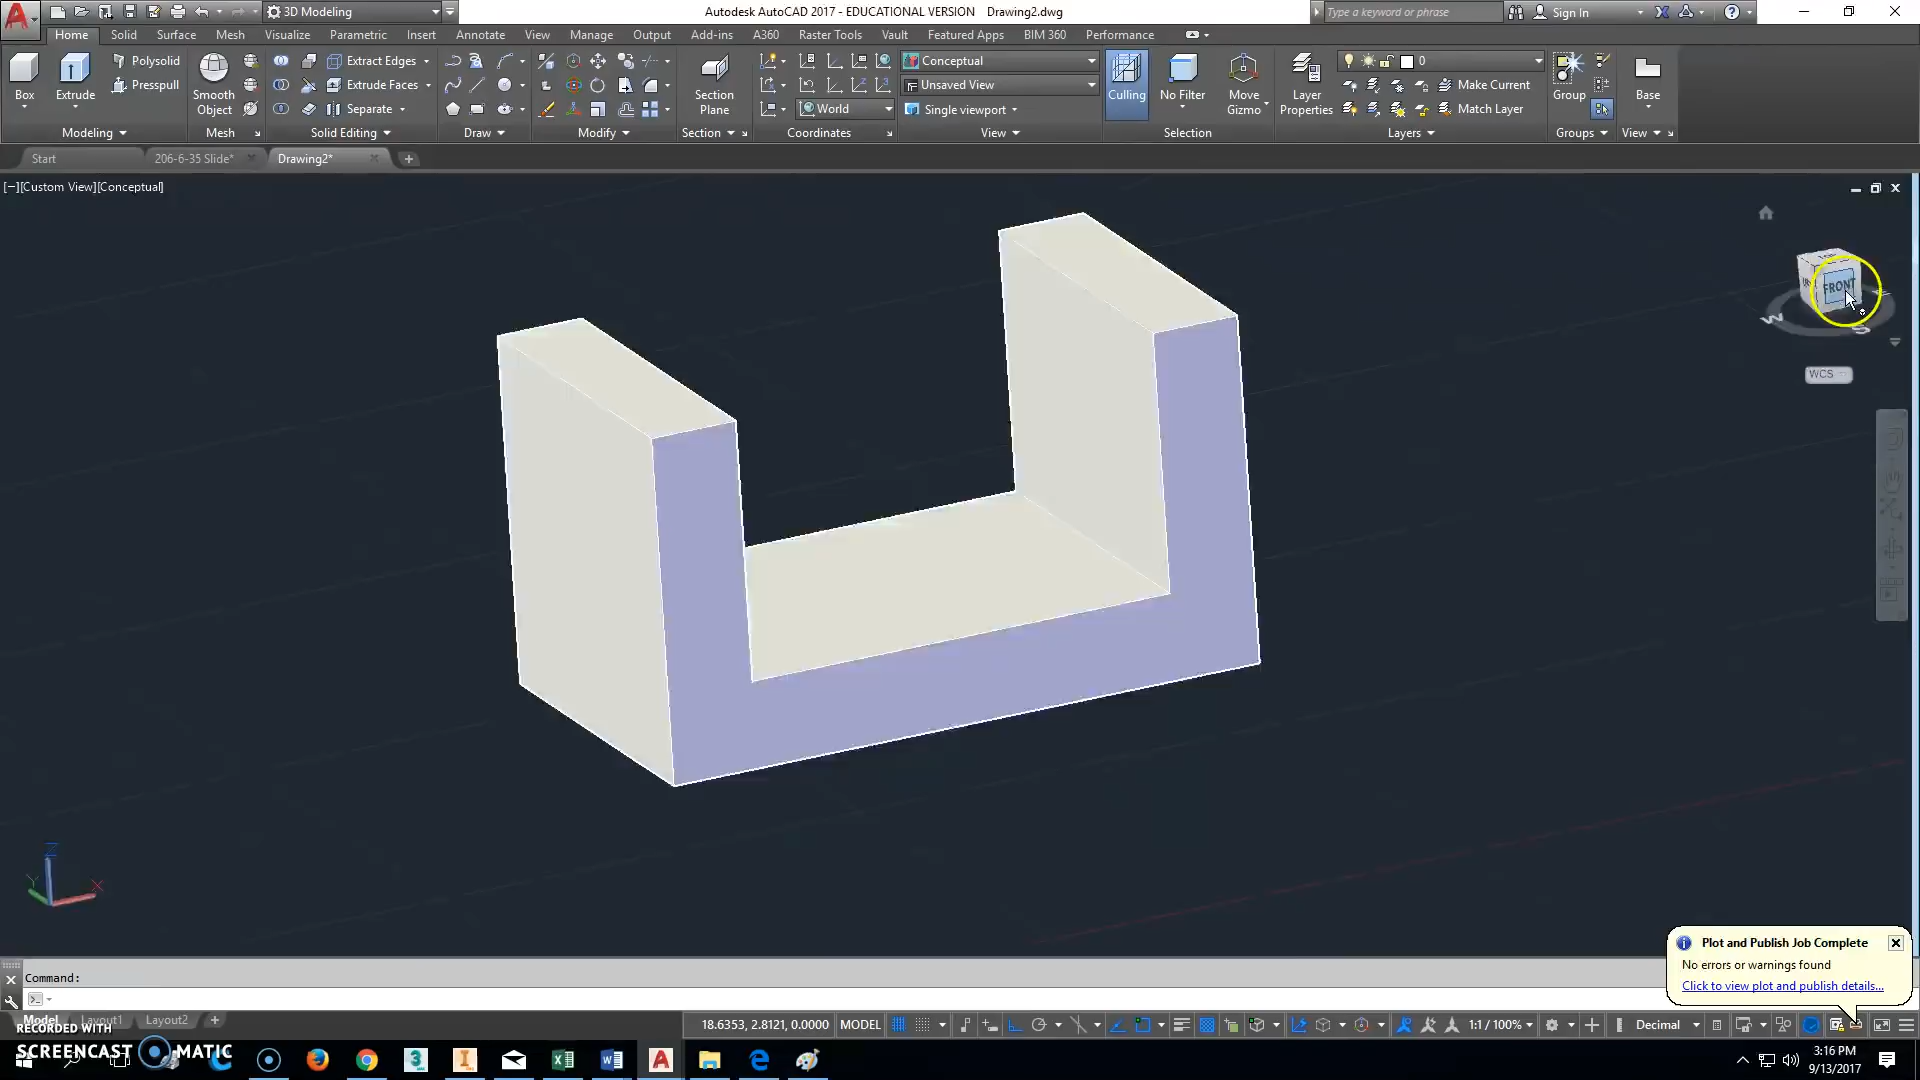 3D Modeling
Autodesk AutoCAD 2017 - EDUCATIONAL VERSION Drawing2.dwg
Type a keyword or phrase
Sign In
Home Solid Surface Mesh Visualize Parametric Insert Annotate View Manage Output Add-ins A360 Raster Tools Vault Featured Apps BIM 360 Performance
Polysolid
Presspull
Box
Extrude
Smooth Object
Extract Edges
Extrude Faces
Separate
Section Plane
World
Conceptual
Unsaved View
Single viewport
Culling
No Filter
Move Gizmo
Layer Properties
0
Make Current
Match Layer
Group
Base
Modeling Mesh Solid Editing Draw Modify Section Coordinates View Selection Layers Groups View
Start 206-6-35 Slide* Drawing2*
[−][Custom View][Conceptual]
TOP
FRONT
W
S
WCS
Z
Y
X
Plot and Publish Job Complete
No errors or warnings found
Click to view plot and publish details...
Command:
Model Layout1 Layout2
18.6353, 2.8121, 0.0000 MODEL
1:1 / 100%
Decimal
RECORDED WITH
SCREENCAST MATIC
3:16 PM
9/13/2017